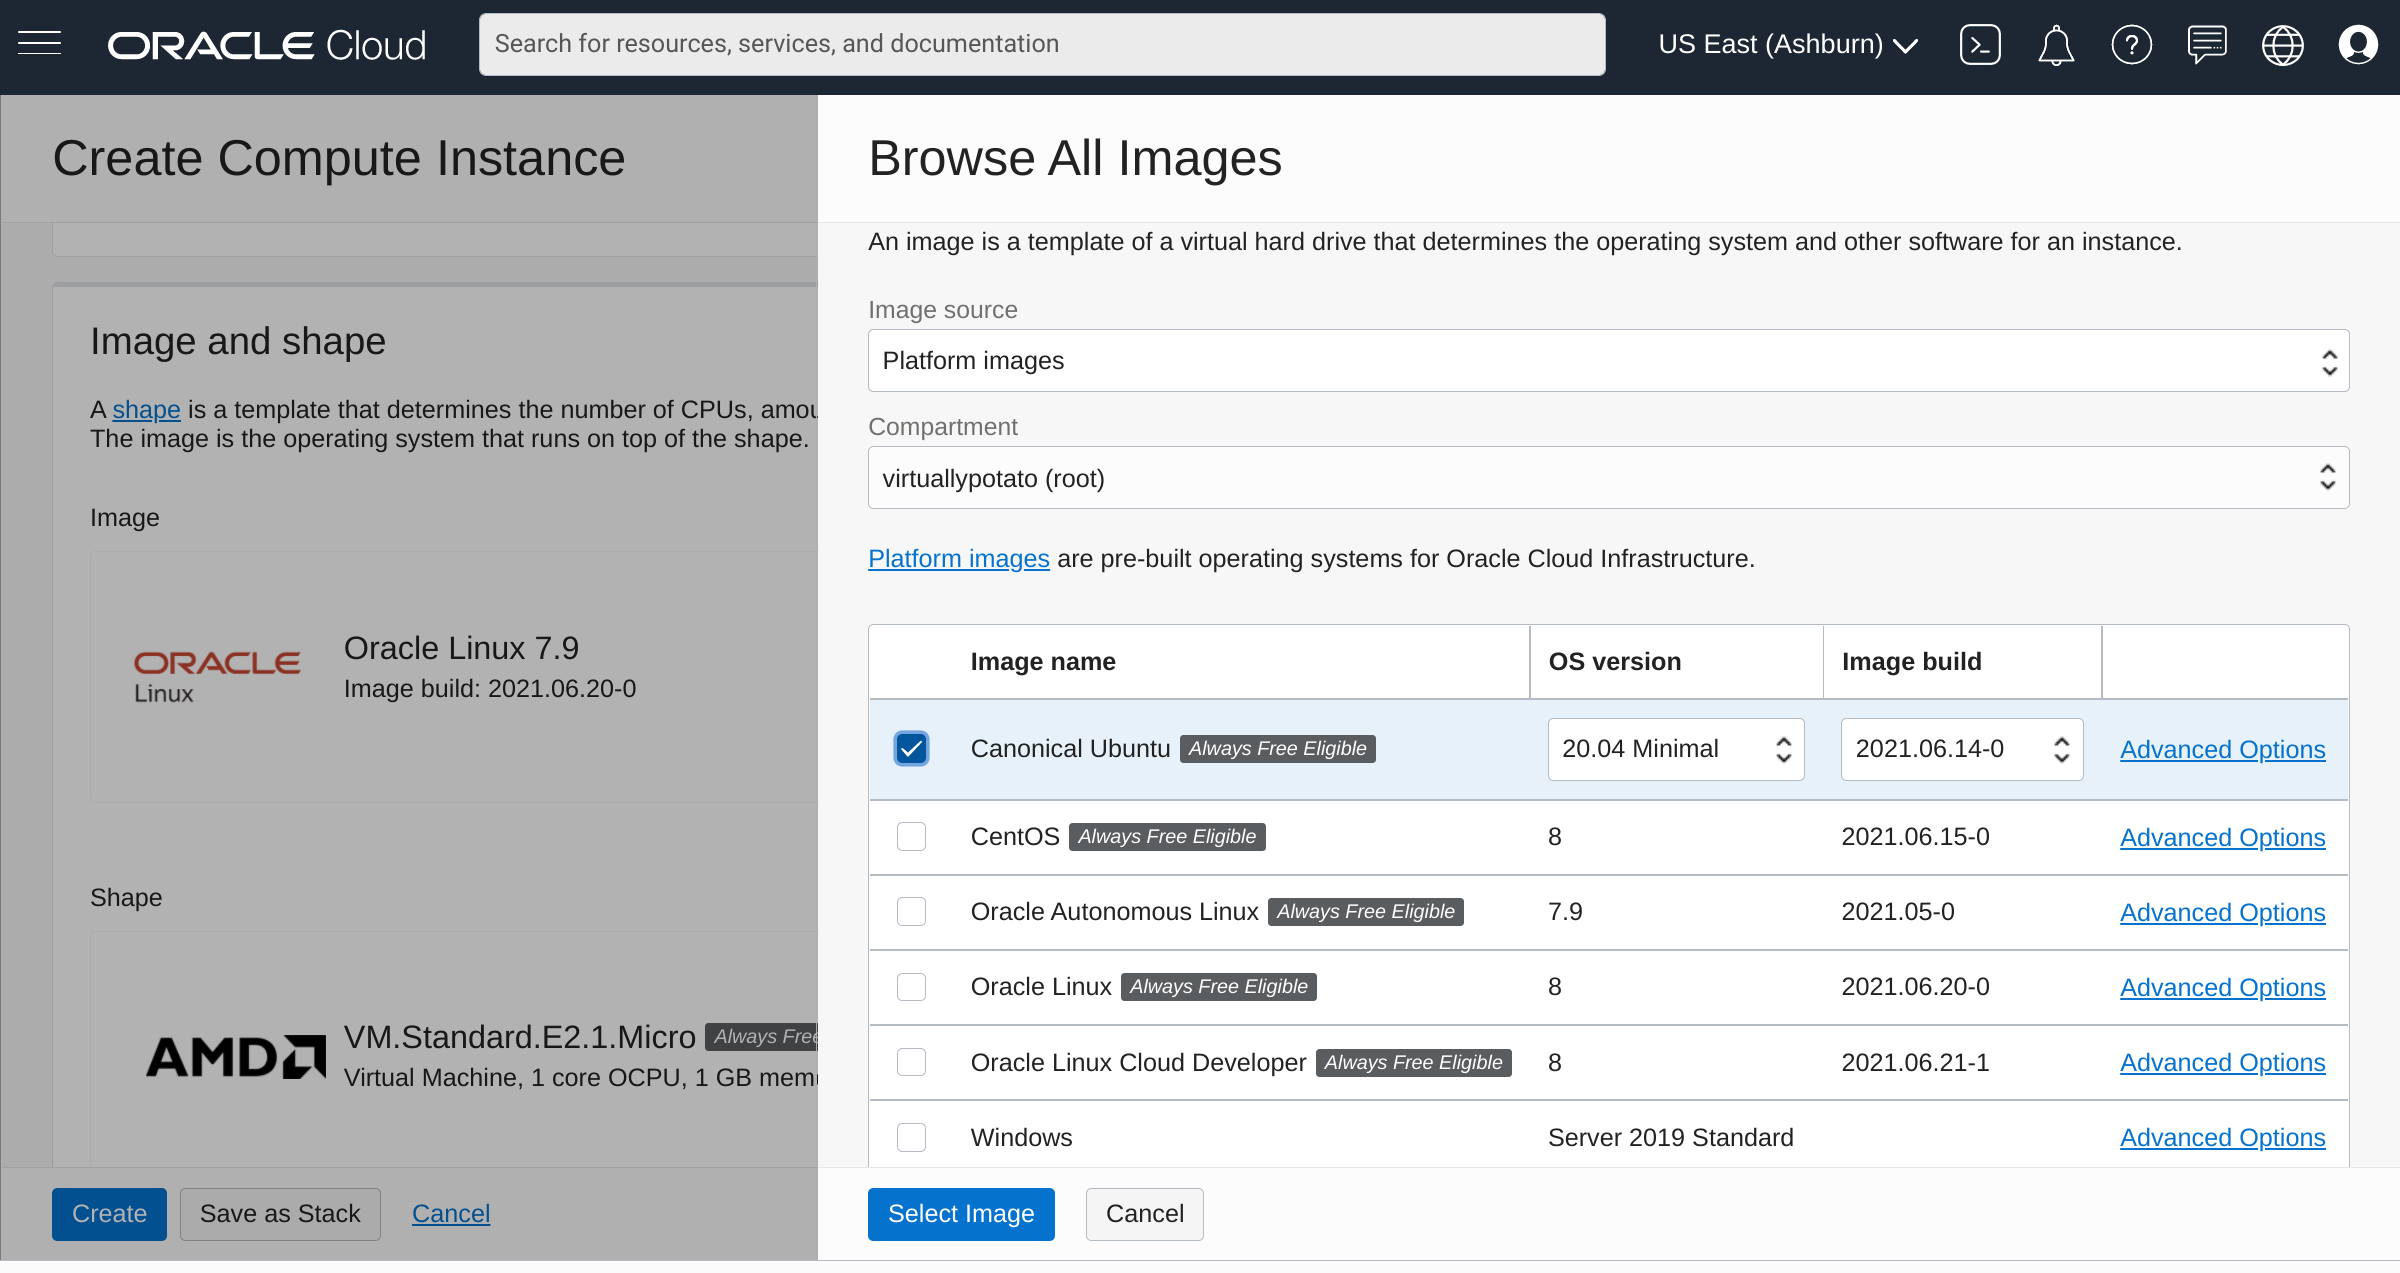 ORACLE Cloud
Search for resources, services, and documentation
US East (Ashburn)
Create Compute Instance
Image and shape
A shape is a template that determines the number of CPUs, amou
The image is the operating system that runs on top of the shape.
Image
ORACLE
Linux
Oracle Linux 7.9
Image build: 2021.06.20-0
Shape
AMD
VM.Standard.E2.1.Micro Always Free
Virtual Machine, 1 core OCPU, 1 GB mem
Create
Save as Stack
Cancel
Browse All Images
An image is a template of a virtual hard drive that determines the operating system and other software for an instance.
Image source
Platform images
Compartment
virtuallypotato (root)
Platform images are pre-built operating systems for Oracle Cloud Infrastructure.
Image name OS version Image build
Canonical Ubuntu Always Free Eligible 20.04 Minimal 2021.06.14-0 Advanced Options
CentOS Always Free Eligible 8 2021.06.15-0 Advanced Options
Oracle Autonomous Linux Always Free Eligible 7.9 2021.05-0 Advanced Options
Oracle Linux Always Free Eligible 8 2021.06.20-0 Advanced Options
Oracle Linux Cloud Developer Always Free Eligible 8 2021.06.21-1 Advanced Options
Windows Server 2019 Standard Advanced Options
Select Image
Cancel